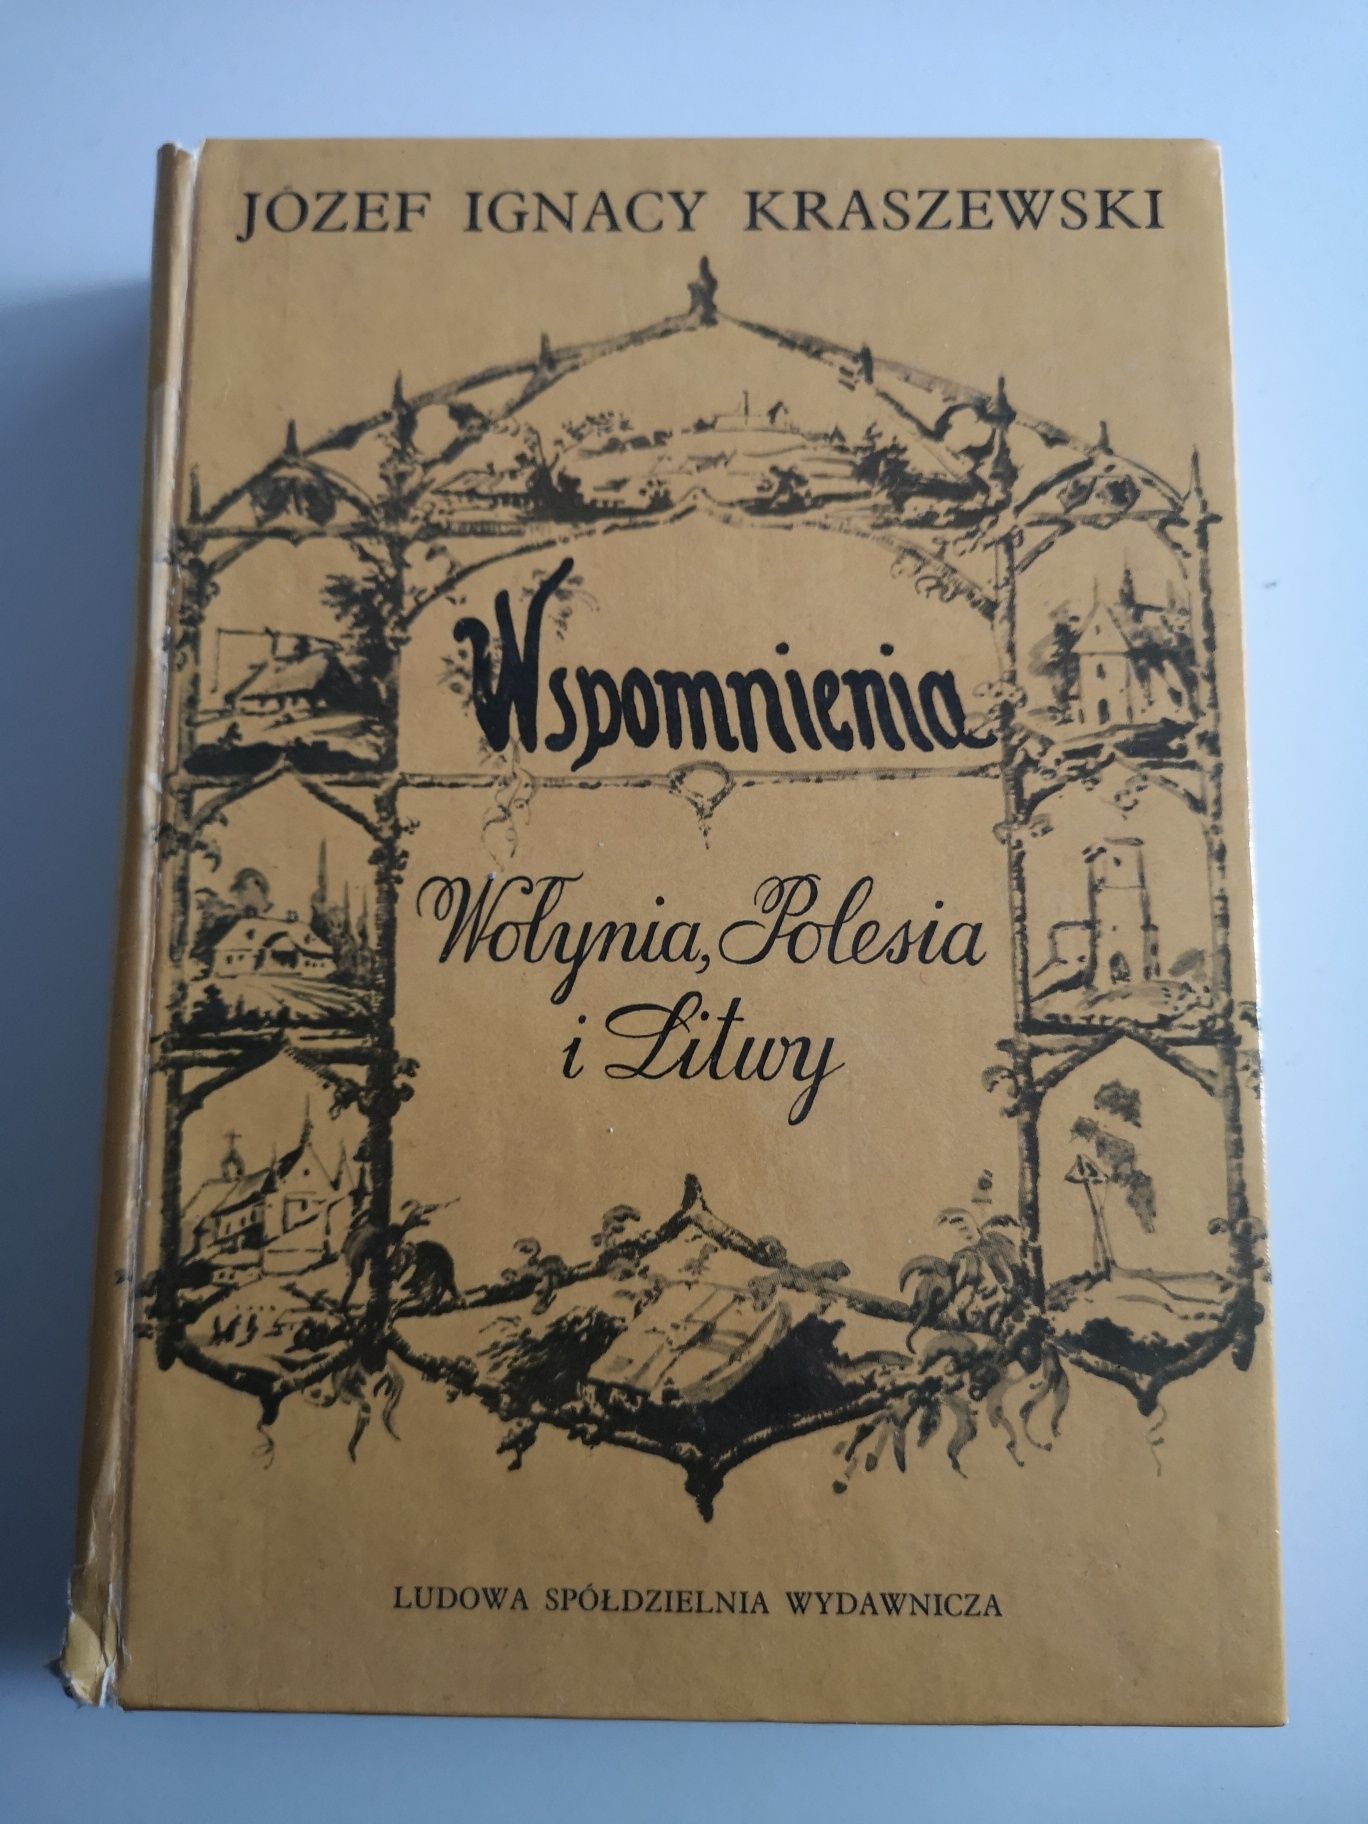 JÓZEF IGNACY KRASZEWSKI
Wspomnienia
Wołynia, Polesia
i Litwy
LUDOWA SPÓŁDZIELNIA WYDAWNICZA